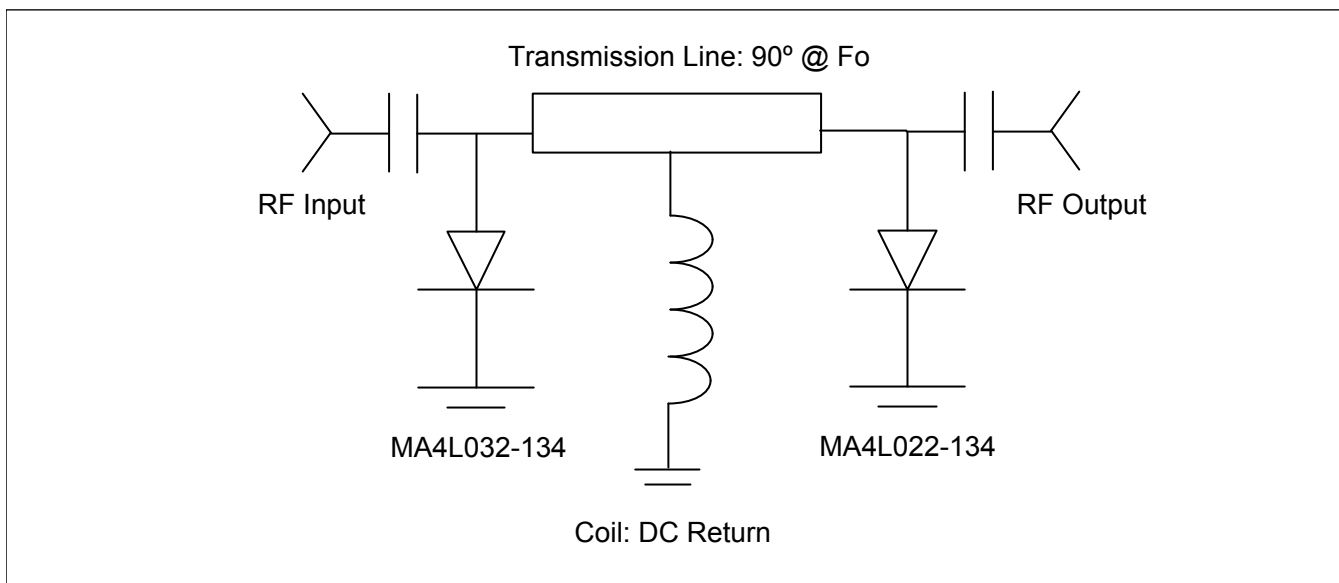 Transmission Line: 90º @ Fo
RF Input
RF Output
MA4L032-134
MA4L022-134
Coil: DC Return